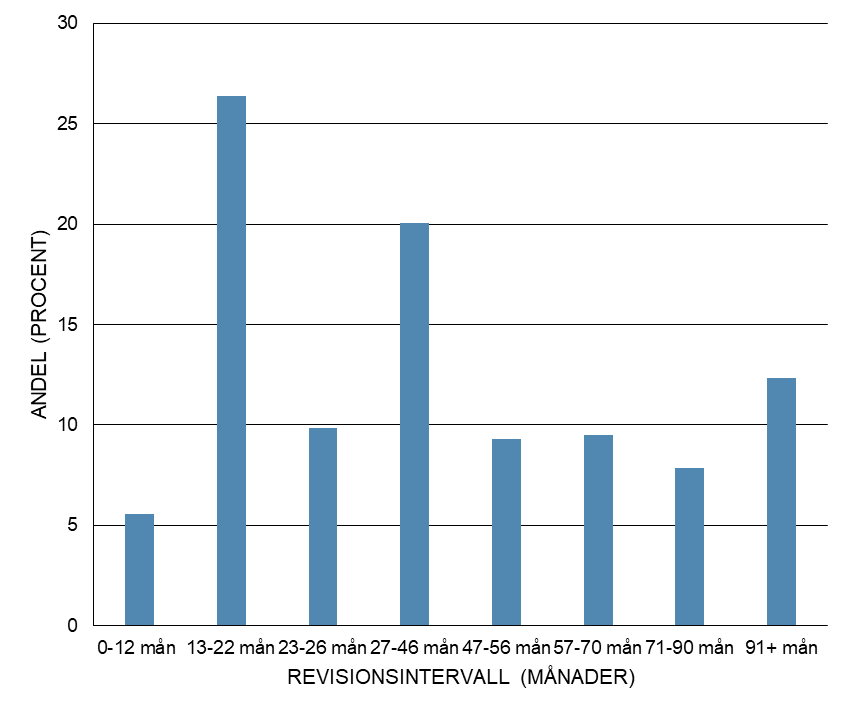 30
25
20
15
10
5
0
ANDEL (PROCENT)
0-12 mån 13-22 mån 23-26 mån 27-46 mån 47-56 mån 57-70 mån 71-90 mån 91+ mån
REVISIONSINTERVALL (MÅNADER)